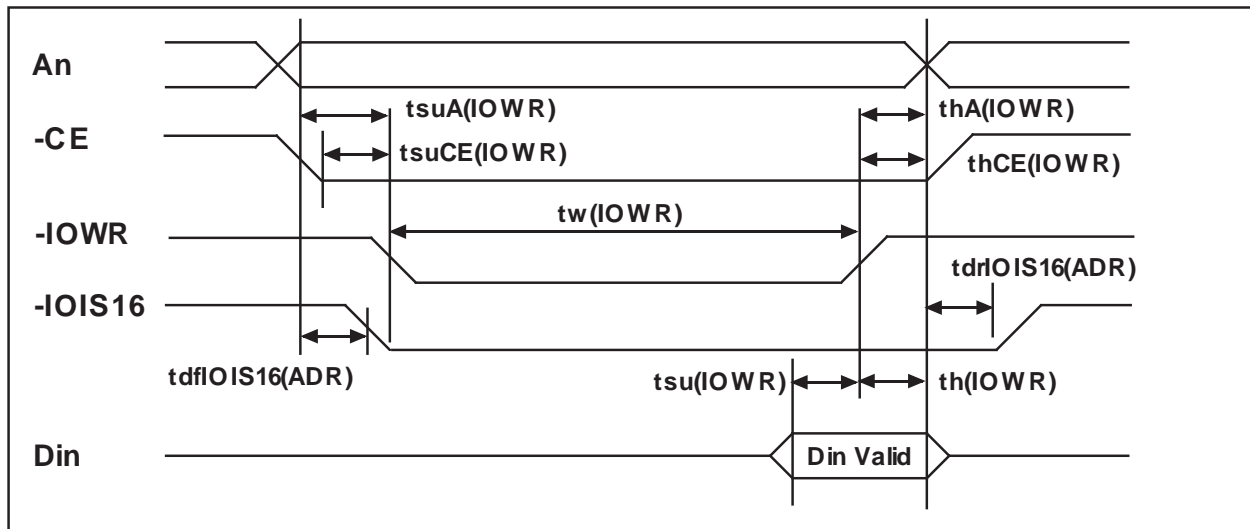 An
tsuA(IOWR)
thA(IOWR)
-CE
tsuCE(IOWR)
thCE(IOWR)
tw(IOWR)
-IOWR
tdrIOIS16(ADR)
-IOIS16
tdfIOIS16(ADR)
tsu(IOWR)
th(IOWR)
Din
Din Valid